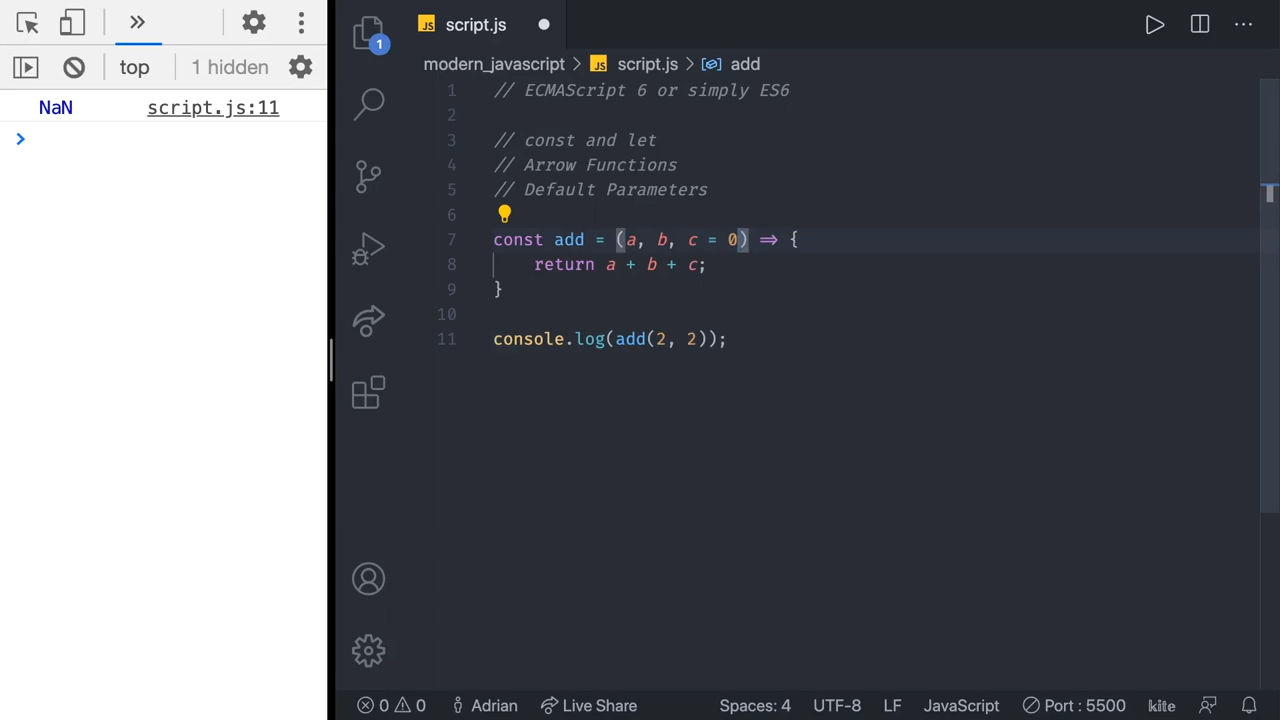 top
1 hidden
NaN script.js:11
1
JS script.js
modern_javascript > JS script.js > add
1 // ECMAScript 6 or simply ES6
2
3 // const and let
4 // Arrow Functions
5 // Default Parameters
6
7 const add = (a, b, c = 0) => {
8 return a + b + c;
9 }
10
11 console.log(add(2, 2));
0 0 Adrian Live Share Spaces: 4 UTF-8 LF JavaScript Port : 5500 kite